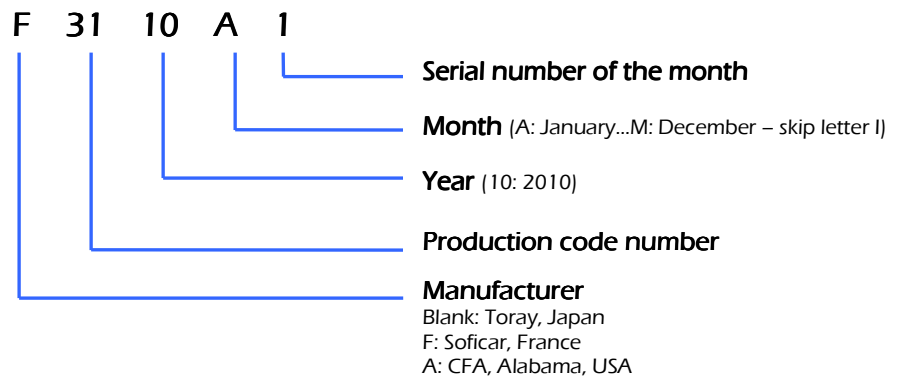 F 31 10 A 1
Serial number of the month
Month (A: January...M: December – skip letter I)
Year (10: 2010)
Production code number
Manufacturer
Blank: Toray, Japan
F: Soficar, France
A: CFA, Alabama, USA